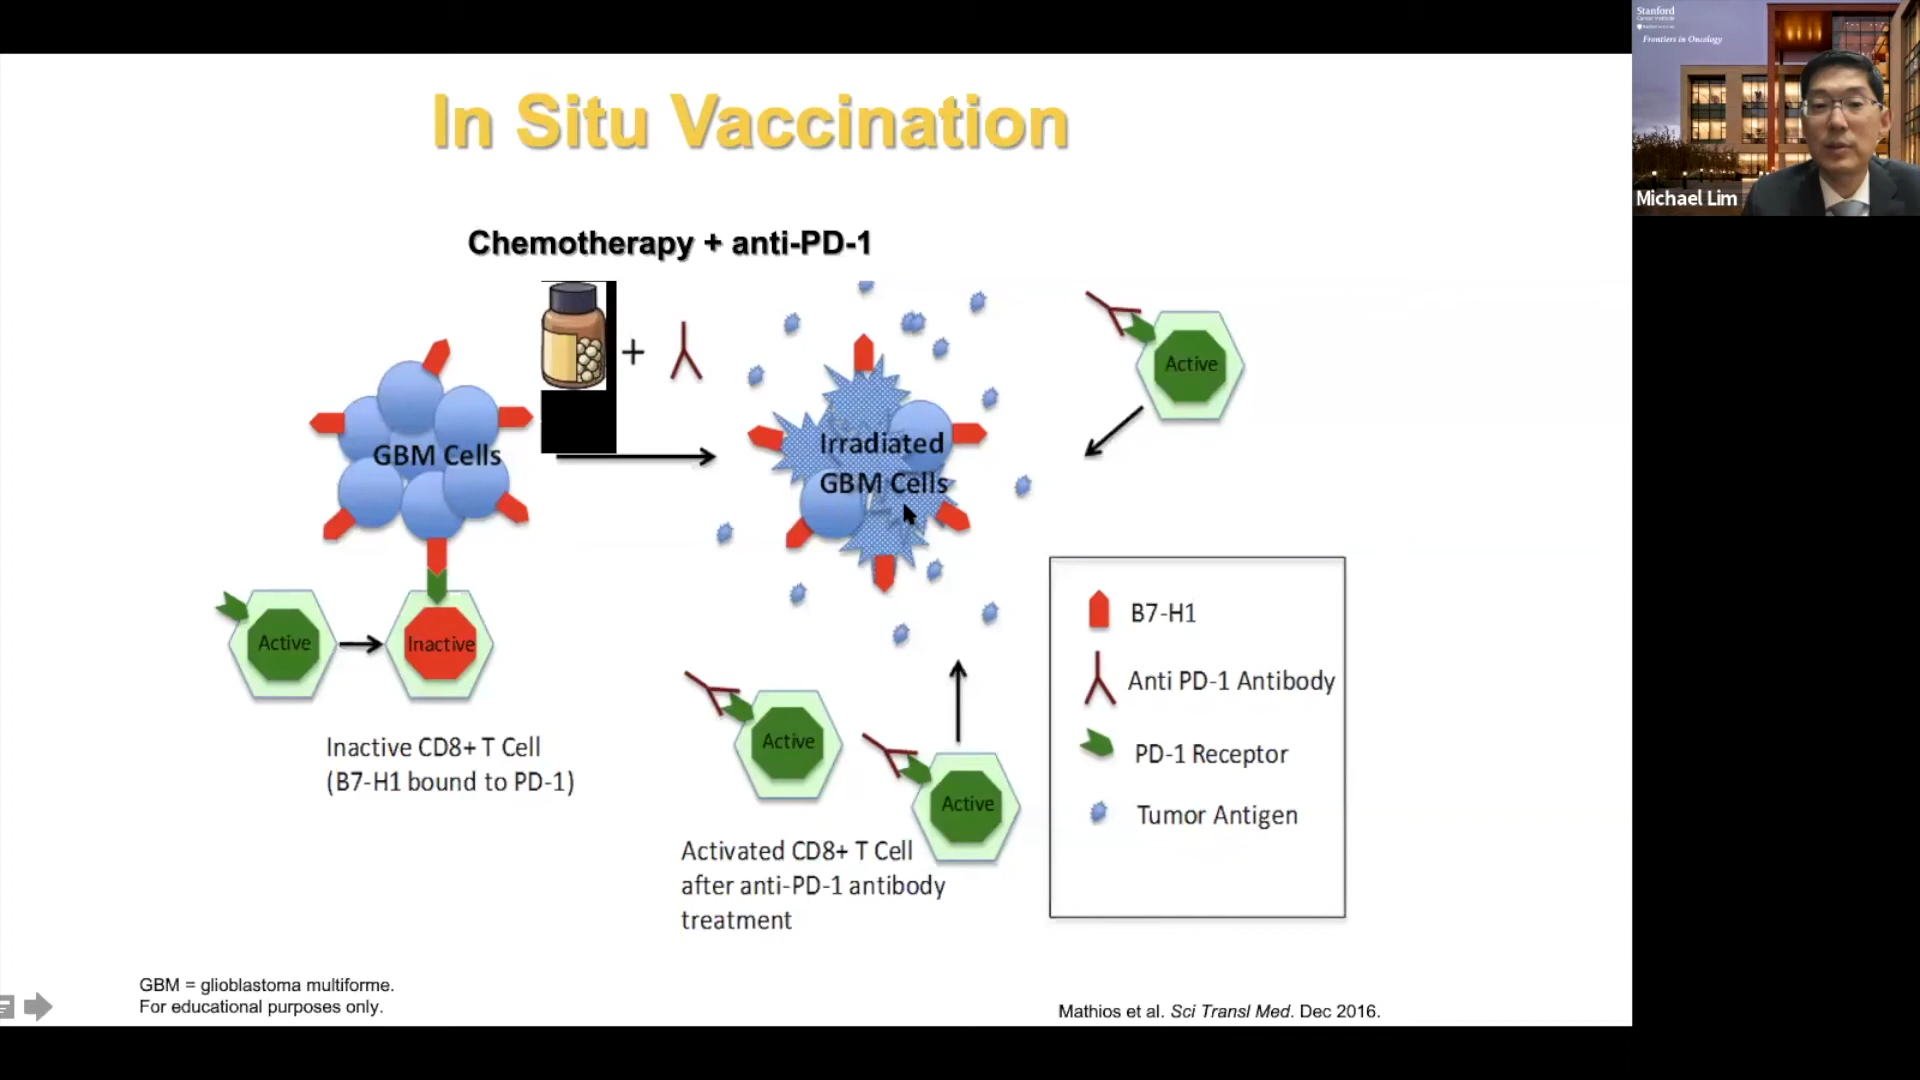 In Situ Vaccination
Chemotherapy + anti-PD-1
+
GBM Cells
Irradiated
GBM Cells
Active
Active
Inactive
Inactive CD8+ T Cell
(B7-H1 bound to PD-1)
Active
Active
Activated CD8+ T Cell
after anti-PD-1 antibody
treatment
B7-H1
Anti PD-1 Antibody
PD-1 Receptor
Tumor Antigen
GBM = glioblastoma multiforme.
For educational purposes only.
Mathios et al. Sci Transl Med. Dec 2016.
Stanford
Frontiers in Oncology
Michael Lim